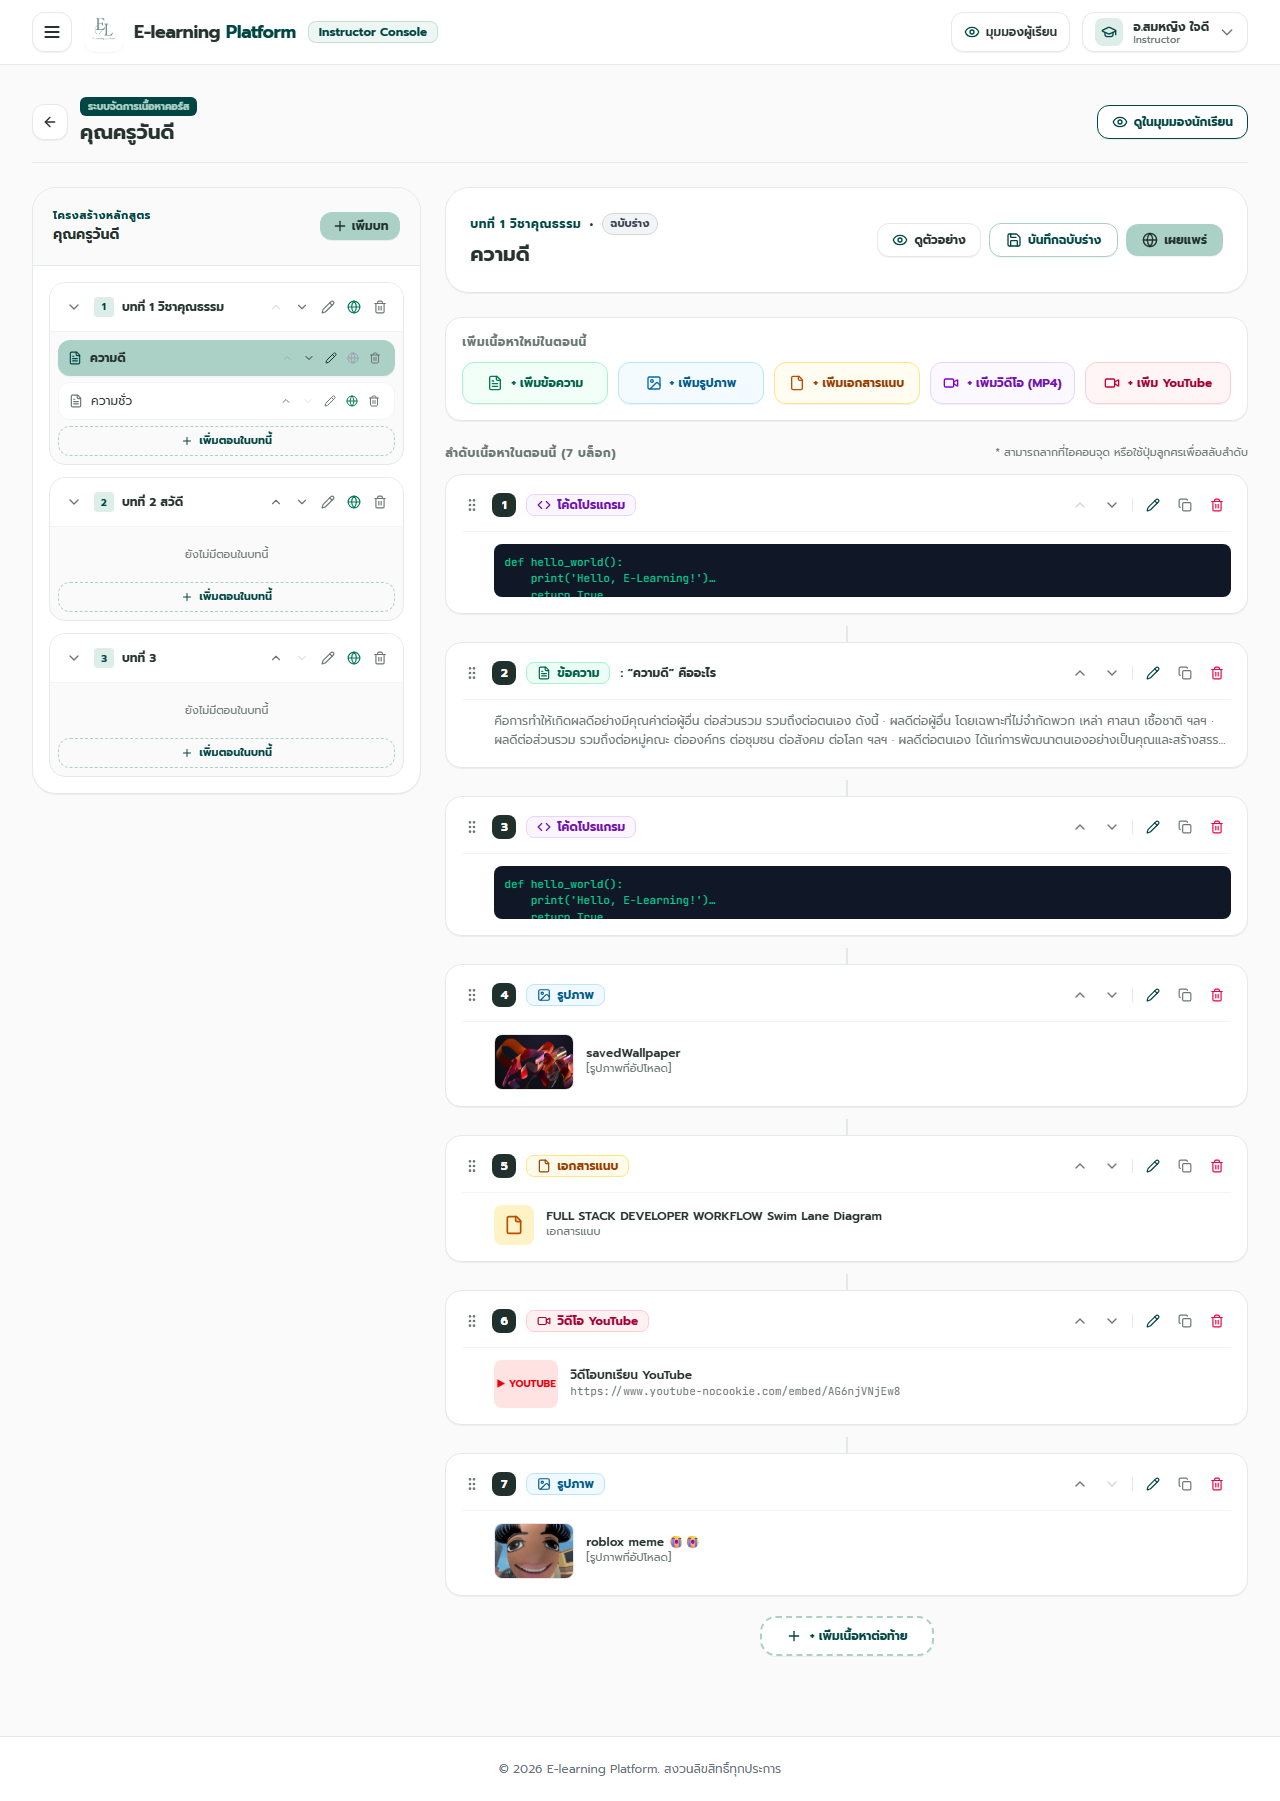 EL
E-learning Platform
Instructor Console
มุมมองผู้เรียน
อ.สมหญิง ใจดี
Instructor
ระบบจัดการเนื้อหาคอร์ส
คุณครูวันดี
ดูในมุมมองนักเรียน
โครงสร้างหลักสูตร
คุณครูวันดี
เพิ่มบท
1 บทที่ 1 วิชาคุณธรรม
ความดี
ความชั่ว
เพิ่มตอนในบทนี้
2 บทที่ 2 สวัดี
ยังไม่มีตอนในบทนี้
เพิ่มตอนในบทนี้
3 บทที่ 3
ยังไม่มีตอนในบทนี้
เพิ่มตอนในบทนี้
บทที่ 1 วิชาคุณธรรม • ฉบับร่าง
ความดี
ดูตัวอย่าง
บันทึกฉบับร่าง
เผยแพร่
เพิ่มเนื้อหาใหม่ในตอนนี้
+ เพิ่มข้อความ
+ เพิ่มรูปภาพ
+ เพิ่มเอกสารแนบ
+ เพิ่มวิดีโอ (MP4)
+ เพิ่ม YouTube
ลำดับเนื้อหาในตอนนี้ (7 บล็อก)
* สามารถลากที่ไอคอนจุด หรือใช้ปุ่มลูกศรเพื่อสลับลำดับ
1 โค้ดโปรแกรม
def hello_world():
print('Hello, E-Learning!')…
return True
2 ข้อความ : "ความดี" คืออะไร
คือการทำให้เกิดผลดีอย่างมีคุณค่าต่อผู้อื่น ต่อส่วนรวม รวมถึงต่อตนเอง ดังนี้ · ผลดีต่อผู้อื่น โดยเฉพาะที่ไม่จำกัดพวก เหล่า ศาสนา เชื้อชาติ ฯลฯ ·
ผลดีต่อส่วนรวม รวมถึงต่อหมู่คณะ ต่อองค์กร ต่อชุมชน ต่อสังคม ต่อโลก ฯลฯ · ผลดีต่อตนเอง ได้แก่การพัฒนาตนเองอย่างเป็นคุณและสร้างสรร…
3 โค้ดโปรแกรม
def hello_world():
print('Hello, E-Learning!')…
return True
4 รูปภาพ
savedWallpaper
[รูปภาพที่อัปโหลด]
5 เอกสารแนบ
FULL STACK DEVELOPER WORKFLOW Swim Lane Diagram
เอกสารแนบ
6 วิดีโอ YouTube
▶ YOUTUBE
วิดีโอบทเรียน YouTube
https://www.youtube-nocookie.com/embed/AG6njVNjEw8
7 รูปภาพ
roblox meme
[รูปภาพที่อัปโหลด]
+ เพิ่มเนื้อหาต่อท้าย
© 2026 E-learning Platform. สงวนลิขสิทธิ์ทุกประการ